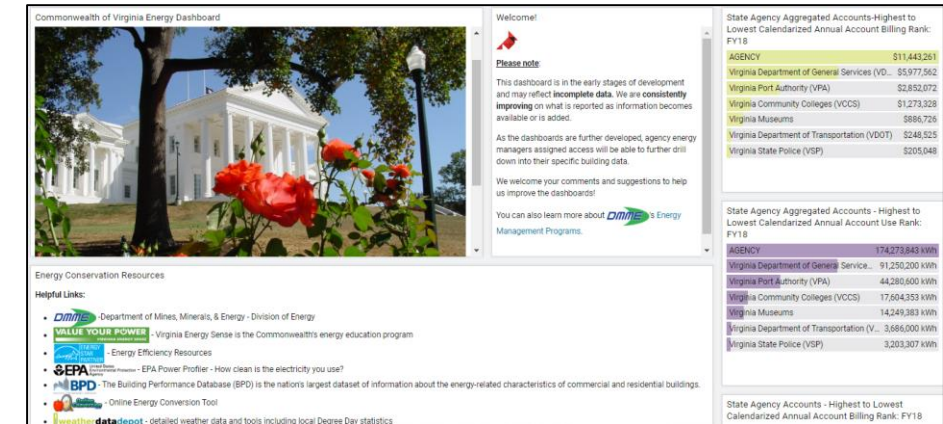 Commonwealth of Virginia Energy Dashboard
Welcome!
Please note:
This dashboard is in the early stages of development
and may reflect incomplete data. We are consistently
improving on what is reported as information becomes
available or is added.
As the dashboards are further developed, agency energy
managers assigned access will be able to further drill
down into their specific building data.
We welcome your comments and suggestions to help
us improve the dashboards!
You can also learn more about DMME's Energy
Management Programs.
State Agency Aggregated Accounts-Highest to
Lowest Calendarized Annual Account Billing Rank:
FY18
AGENCY $11,443,261
Virginia Department of General Services (VD... $5,977,562
Virginia Port Authority (VPA) $2,852,072
Virginia Community Colleges (VCCS) $1,273,328
Virginia Museums $886,726
Virginia Department of Transportation (VDOT) $248,525
Virginia State Police (VSP) $205,048
State Agency Aggregated Accounts - Highest to
Lowest Calendarized Annual Account Use Rank:
FY18
AGENCY 174,273,843 kWh
Virginia Department of General Service... 91,250,200 kWh
Virginia Port Authority (VPA) 44,280,600 kWh
Virginia Community Colleges (VCCS) 17,604,353 kWh
Virginia Museums 14,249,383 kWh
Virginia Department of Transportation (V... 3,686,000 kWh
Virginia State Police (VSP) 3,203,307 kWh
State Agency Accounts - Highest to Lowest
Calendarized Annual Account Billing Rank: FY18
Energy Conservation Resources
Helpful Links:
DMME -Department of Mines, Minerals, & Energy - Division of Energy
VALUE YOUR POWER - Virginia Energy Sense is the Commonwealth's energy education program
ENERGY STAR PARTNER - Energy Efficiency Resources
EPA United States Environmental Protection Agency - EPA Power Profiler - How clean is the electricity you use?
BPD - The Building Performance Database (BPD) is the nation's largest dataset of information about the energy-related characteristics of commercial and residential buildings.
- Online Energy Conversion Tool
weatherdatadepot - detailed weather data and tools including local Degree Day statistics